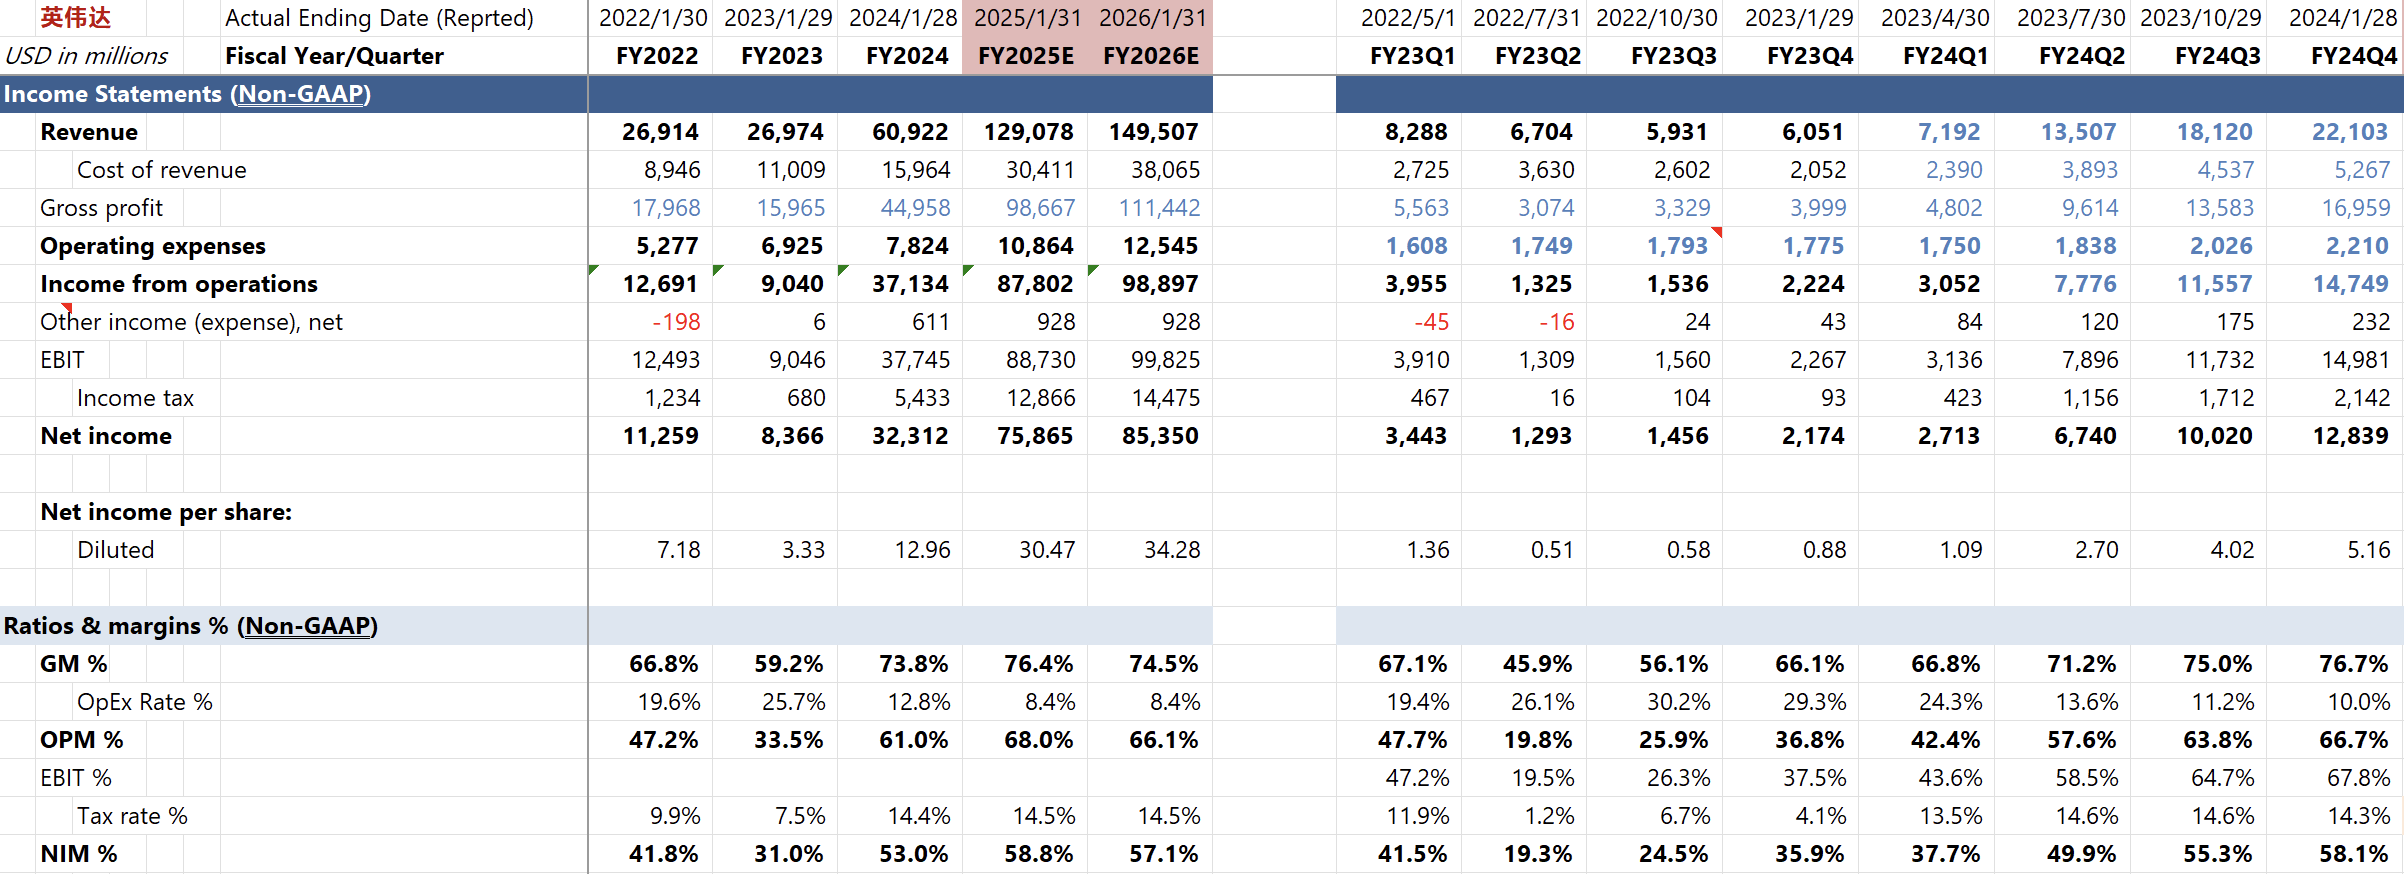 英伟达 Actual Ending Date (Reprted) 2022/1/30 2023/1/29 2024/1/28 2025/1/31 2026/1/31 2022/5/1 2022/7/31 2022/10/30 2023/1/29 2023/4/30 2023/7/30 2023/10/29 2024/1/28
USD in millions Fiscal Year/Quarter FY2022 FY2023 FY2024 FY2025E FY2026E FY23Q1 FY23Q2 FY23Q3 FY23Q4 FY24Q1 FY24Q2 FY24Q3 FY24Q4
Income Statements (Non-GAAP)
Revenue 26,914 26,974 60,922 129,078 149,507 8,288 6,704 5,931 6,051 7,192 13,507 18,120 22,103
Cost of revenue 8,946 11,009 15,964 30,411 38,065 2,725 3,630 2,602 2,052 2,390 3,893 4,537 5,267
Gross profit 17,968 15,965 44,958 98,667 111,442 5,563 3,074 3,329 3,999 4,802 9,614 13,583 16,959
Operating expenses 5,277 6,925 7,824 10,864 12,545 1,608 1,749 1,793 1,775 1,750 1,838 2,026 2,210
Income from operations 12,691 9,040 37,134 87,802 98,897 3,955 1,325 1,536 2,224 3,052 7,776 11,557 14,749
Other income (expense), net -198 6 611 928 928 -45 -16 24 43 84 120 175 232
EBIT 12,493 9,046 37,745 88,730 99,825 3,910 1,309 1,560 2,267 3,136 7,896 11,732 14,981
Income tax 1,234 680 5,433 12,866 14,475 467 16 104 93 423 1,156 1,712 2,142
Net income 11,259 8,366 32,312 75,865 85,350 3,443 1,293 1,456 2,174 2,713 6,740 10,020 12,839
Net income per share:
Diluted 7.18 3.33 12.96 30.47 34.28 1.36 0.51 0.58 0.88 1.09 2.70 4.02 5.16
Ratios & margins % (Non-GAAP)
GM % 66.8% 59.2% 73.8% 76.4% 74.5% 67.1% 45.9% 56.1% 66.1% 66.8% 71.2% 75.0% 76.7%
OpEx Rate % 19.6% 25.7% 12.8% 8.4% 8.4% 19.4% 26.1% 30.2% 29.3% 24.3% 13.6% 11.2% 10.0%
OPM % 47.2% 33.5% 61.0% 68.0% 66.1% 47.7% 19.8% 25.9% 36.8% 42.4% 57.6% 63.8% 66.7%
EBIT % 47.2% 19.5% 26.3% 37.5% 43.6% 58.5% 64.7% 67.8%
Tax rate % 9.9% 7.5% 14.4% 14.5% 14.5% 11.9% 1.2% 6.7% 4.1% 13.5% 14.6% 14.6% 14.3%
NIM % 41.8% 31.0% 53.0% 58.8% 57.1% 41.5% 19.3% 24.5% 35.9% 37.7% 49.9% 55.3% 58.1%